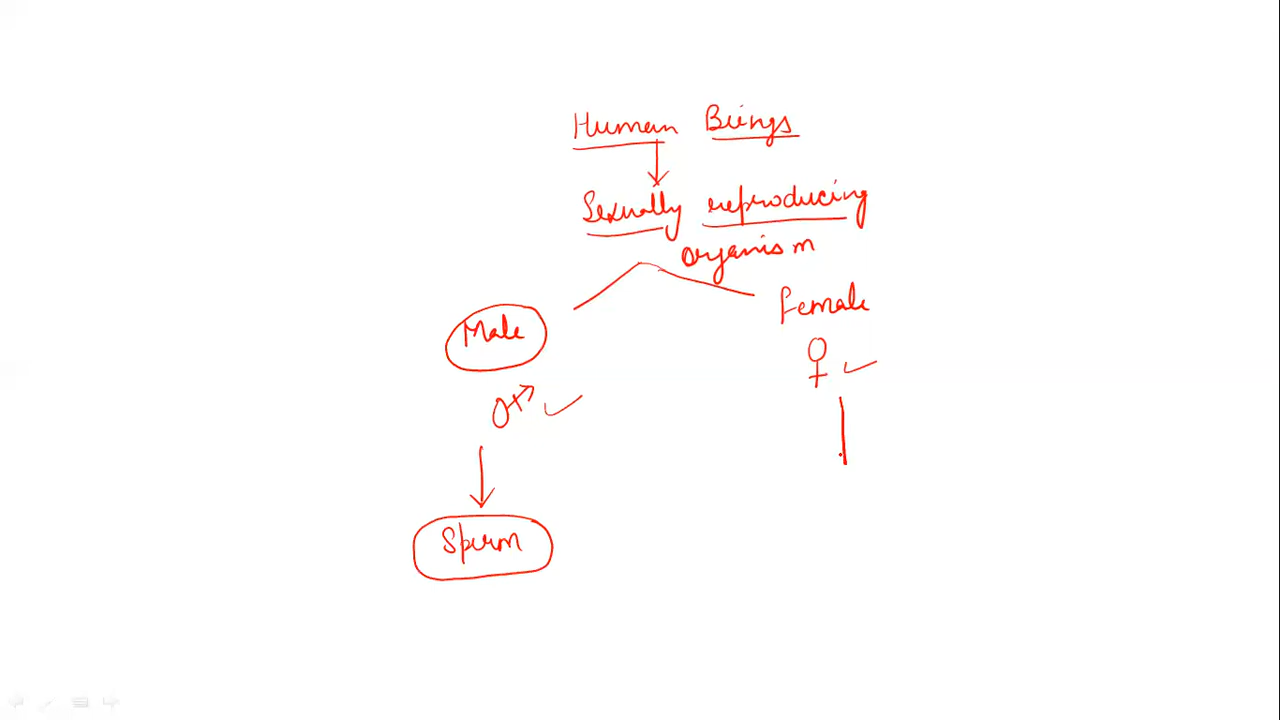 Human Beings
Sexually reproducing
organism
Male
Female
♀
Sperm